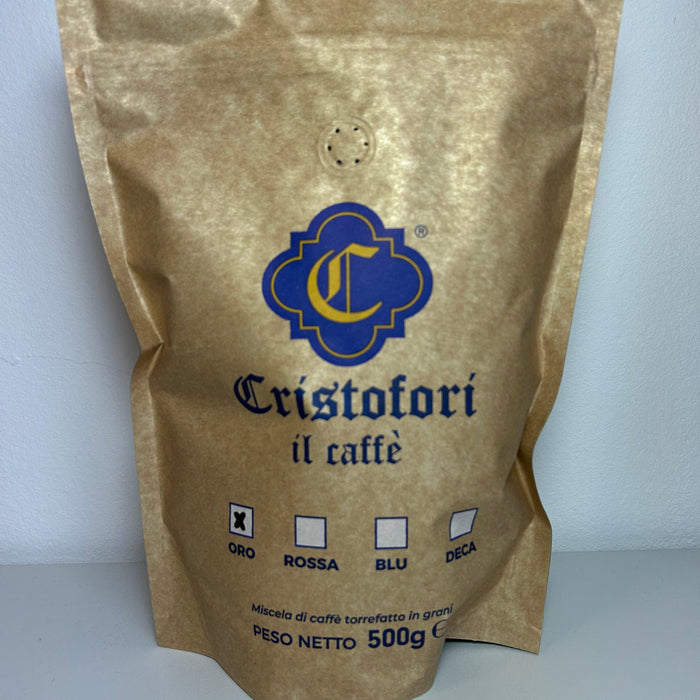 C
®
Cristofori
il caffè
ORO ROSSA BLU DECA
Miscela di caffè torrefatto in grani
PESO NETTO 500g ℮